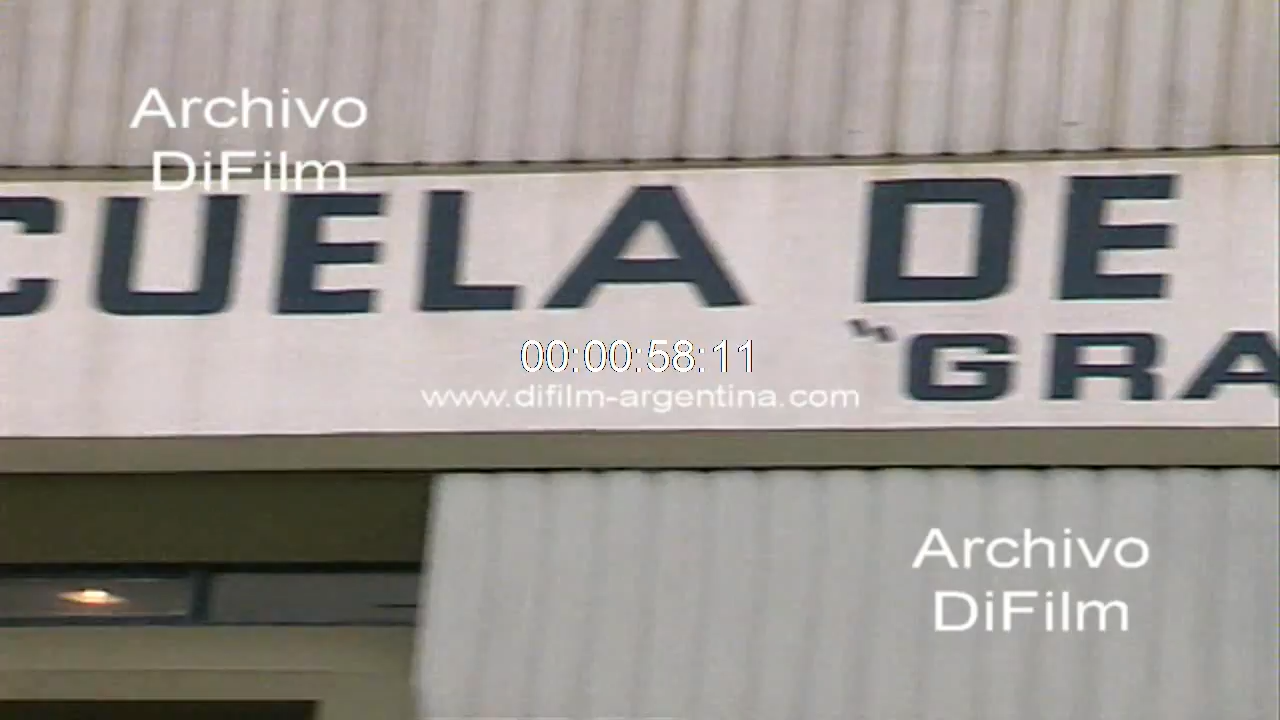 Archivo
DiFilm
CUELA DE
"GRA
00:00:58:11
www.difilm-argentina.com
Archivo
DiFilm